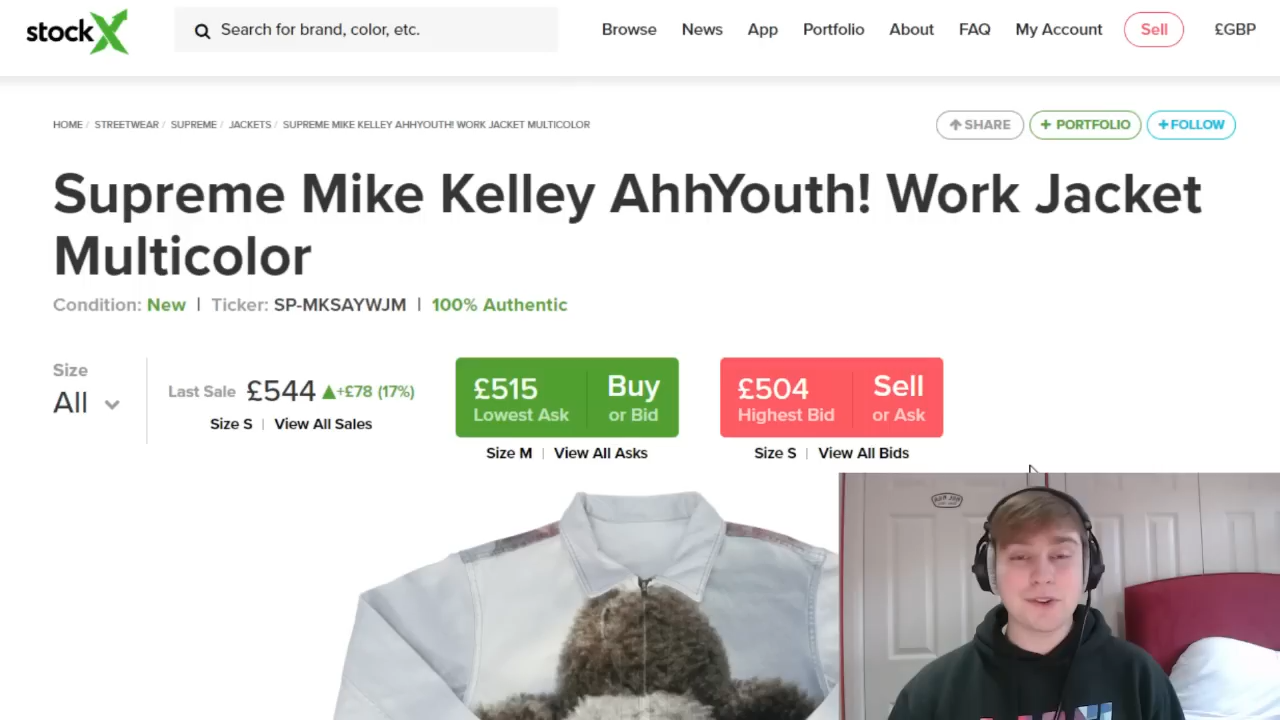 stockX
Search for brand, color, etc.
Browse News App Portfolio About FAQ My Account Sell £GBP
HOME / STREETWEAR / SUPREME / JACKETS / SUPREME MIKE KELLEY AHHYOUTH! WORK JACKET MULTICOLOR
SHARE + PORTFOLIO +FOLLOW
Supreme Mike Kelley AhhYouth! Work Jacket
Multicolor
Condition: New | Ticker: SP-MKSAYWJM | 100% Authentic
Size
All
Last Sale £544 ▲+£78 (17%)
Size S | View All Sales
£515 Buy
Lowest Ask or Bid
Size M | View All Asks
£504 Sell
Highest Bid or Ask
Size S | View All Bids